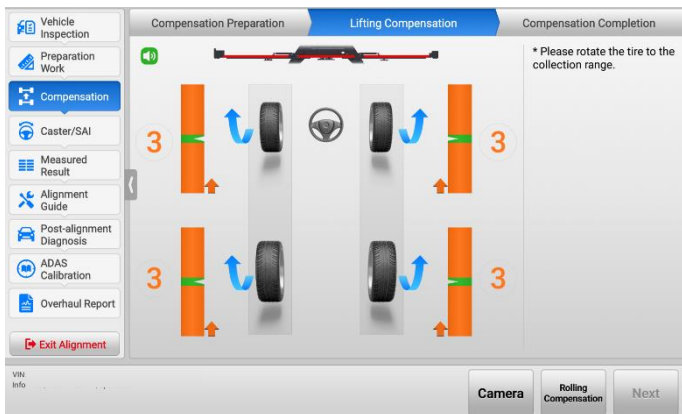 Vehicle
Inspection
Preparation
Work
Compensation
Caster/SAI
Measured
Result
Alignment
Guide
Post-alignment
Diagnosis
ADAS
Calibration
Overhaul Report
Exit Alignment
Compensation Preparation
Lifting Compensation
Compensation Completion
* Please rotate the tire to the
collection range.
3
3
3
3
VIN
Info
Camera
Rolling
Compensation
Next